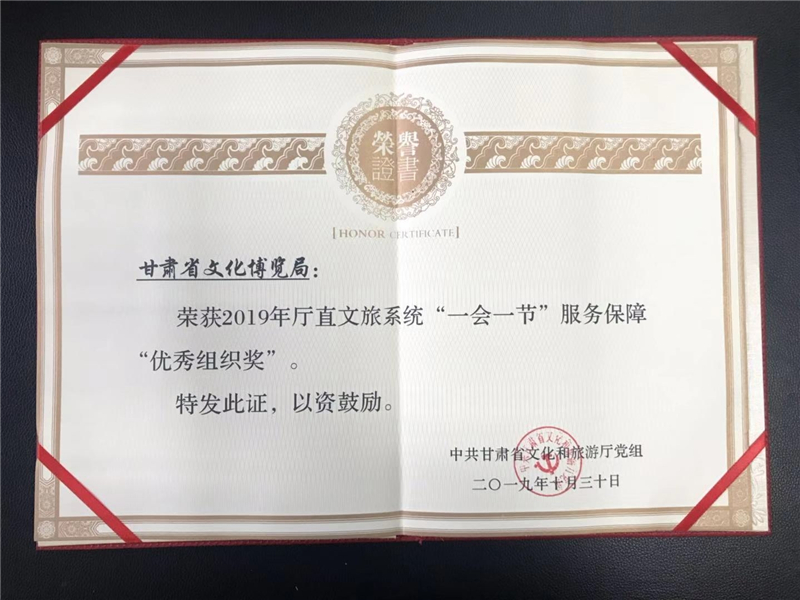 榮譽
證書
[HONOR CERTIFICATE]
甘肃省文化博览局：
荣获2019年厅直文旅系统“一会一节”服务保障
“优秀组织奖”。
特发此证，以资鼓励。
中共甘肃省文化和旅游厅党组
二〇一九年十月三十日